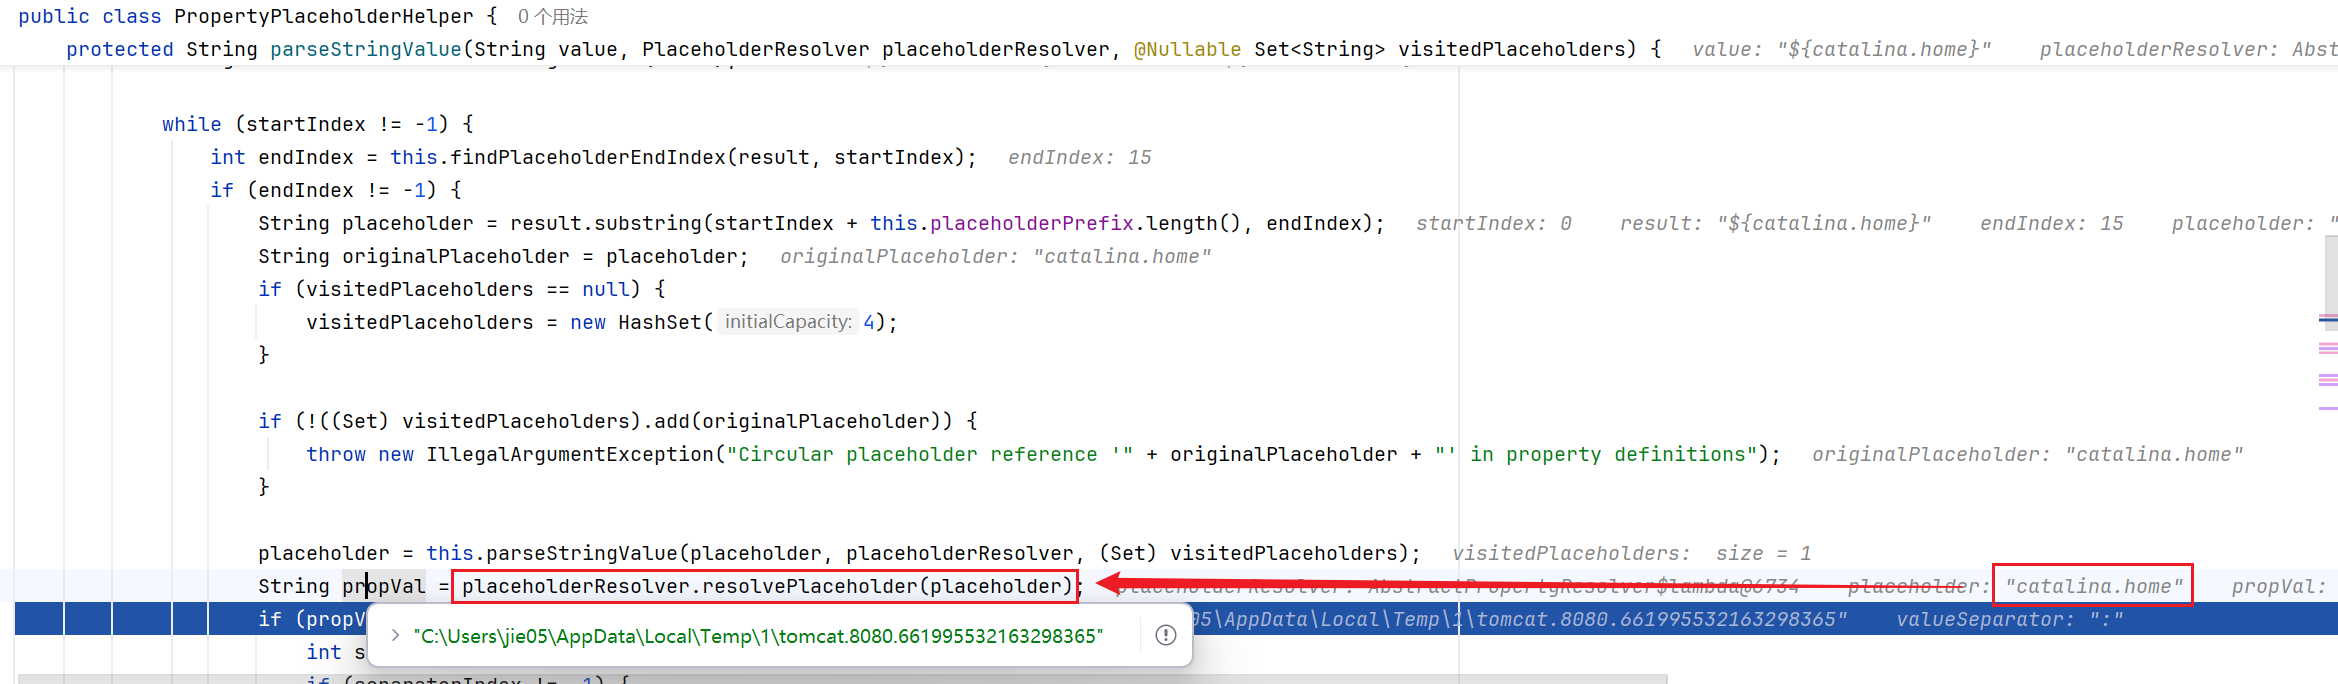 public class PropertyPlaceholderHelper { 0 个用法
protected String parseStringValue(String value, PlaceholderResolver placeholderResolver, @Nullable Set<String> visitedPlaceholders) { value: "${catalina.home}" placeholderResolver: Abst
while (startIndex != -1) {
int endIndex = this.findPlaceholderEndIndex(result, startIndex); endIndex: 15
if (endIndex != -1) {
String placeholder = result.substring(startIndex + this.placeholderPrefix.length(), endIndex); startIndex: 0 result: "${catalina.home}" endIndex: 15 placeholder: "
String originalPlaceholder = placeholder; originalPlaceholder: "catalina.home"
if (visitedPlaceholders == null) {
visitedPlaceholders = new HashSet( initialCapacity: 4);
}
if (!((Set) visitedPlaceholders).add(originalPlaceholder)) {
throw new IllegalArgumentException("Circular placeholder reference '" + originalPlaceholder + "' in property definitions"); originalPlaceholder: "catalina.home"
}
placeholder = this.parseStringValue(placeholder, placeholderResolver, (Set) visitedPlaceholders); visitedPlaceholders: size = 1
String propVal = placeholderResolver.resolvePlaceholder(placeholder); placeholderResolver: AbstractPropertyResolver$lambda@6734 placeholder: "catalina.home" propVal:
if (propV 05\AppData\Local\Temp\1\tomcat.8080.661995532163298365" valueSeparator: ":"
"C:\Users\jie05\AppData\Local\Temp\1\tomcat.8080.661995532163298365"
int s